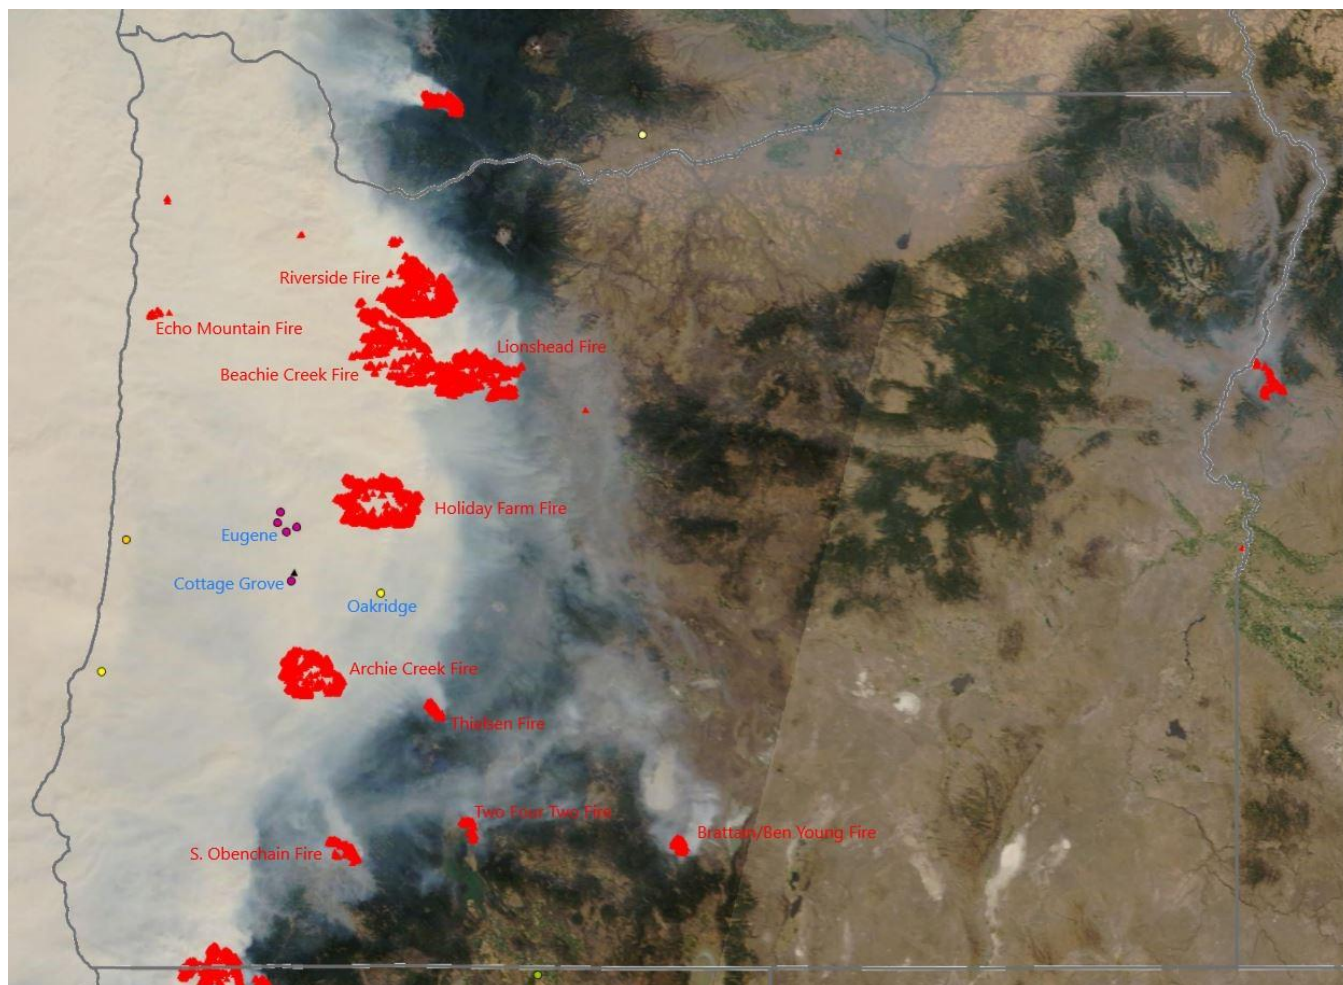 Riverside Fire
Echo Mountain Fire
Lionshead Fire
Beachie Creek Fire
Holiday Farm Fire
Eugene
Cottage Grove
Oakridge
Archie Creek Fire
Thielsen Fire
Two Four Two Fire
Brattain/Ben Young Fire
S. Obenchain Fire